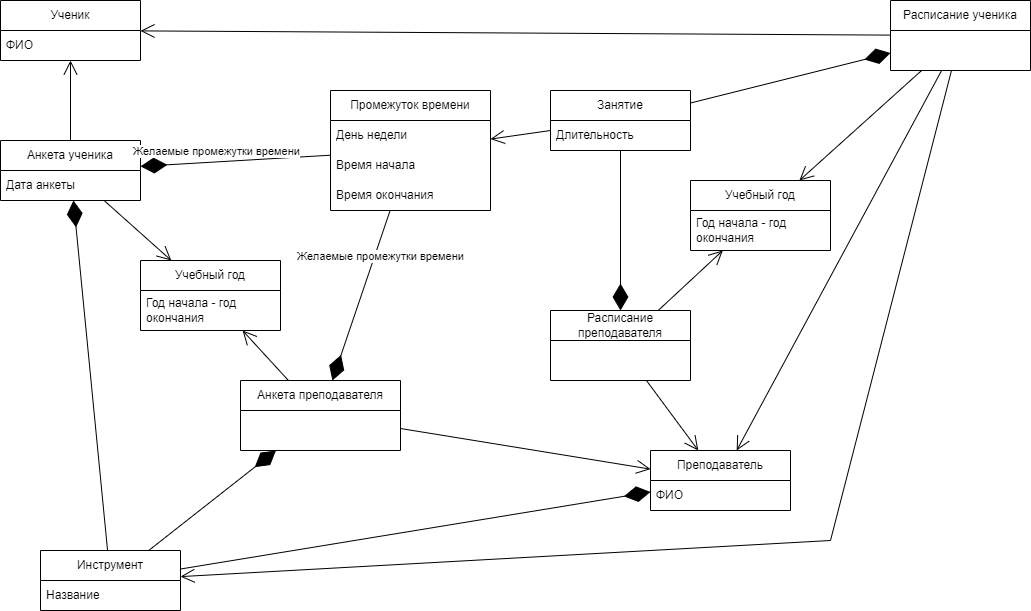 Ученик
ФИО
Расписание ученика
Анкета ученика
Дата анкеты
Желаемые промежутки времени
Промежуток времени
День недели
Время начала
Время окончания
Занятие
Длительность
Учебный год
Год начала - год
окончания
Желаемые промежутки времени
Учебный год
Год начала - год
окончания
Расписание
преподавателя
Анкета преподавателя
Преподаватель
ФИО
Инструмент
Название